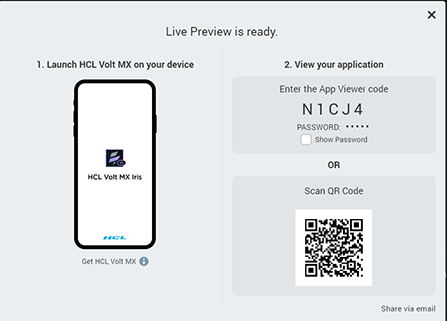 Live Preview is ready.
1. Launch HCL Volt MX on your device
HCL Volt MX Iris
HCL
Get HCL Volt MX
2. View your application
Enter the App Viewer code
N1CJ4
PASSWORD: •••••
Show Password
OR
Scan QR Code
Share via email